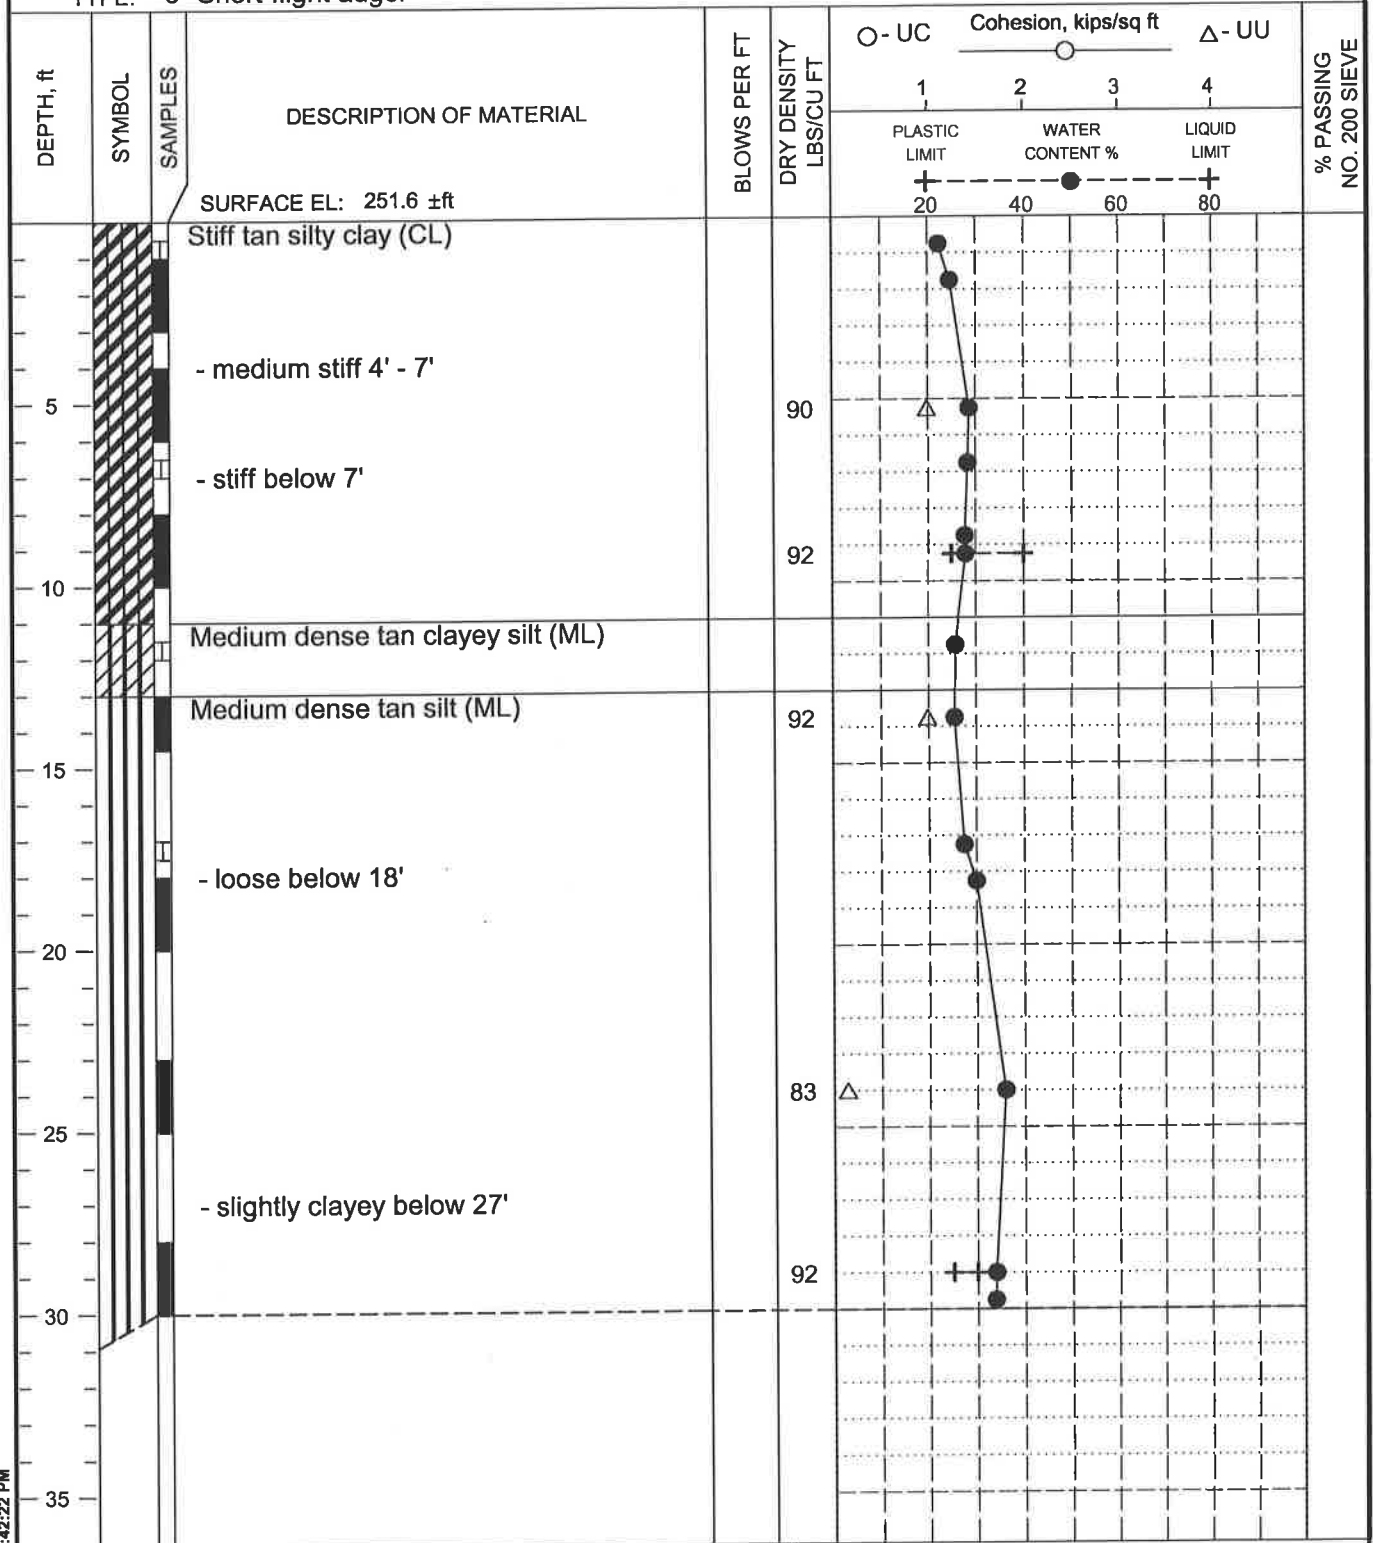 DEPTH, ft
SYMBOL
SAMPLES
DESCRIPTION OF MATERIAL
SURFACE EL: 251.6 ±ft
BLOWS PER FT
DRY DENSITY
LBS/CU FT
O - UC
Cohesion, kips/sq ft
△ - UU
1 2 3 4
PLASTIC
LIMIT
WATER
CONTENT %
LIQUID
LIMIT
20 40 60 80
% PASSING
NO. 200 SIEVE
Stiff tan silty clay (CL)
- medium stiff 4' - 7'
5
90
- stiff below 7'
92
10
Medium dense tan clayey silt (ML)
Medium dense tan silt (ML)
92
15
- loose below 18'
20
83
25
- slightly clayey below 27'
92
30
35
:42:22 PM